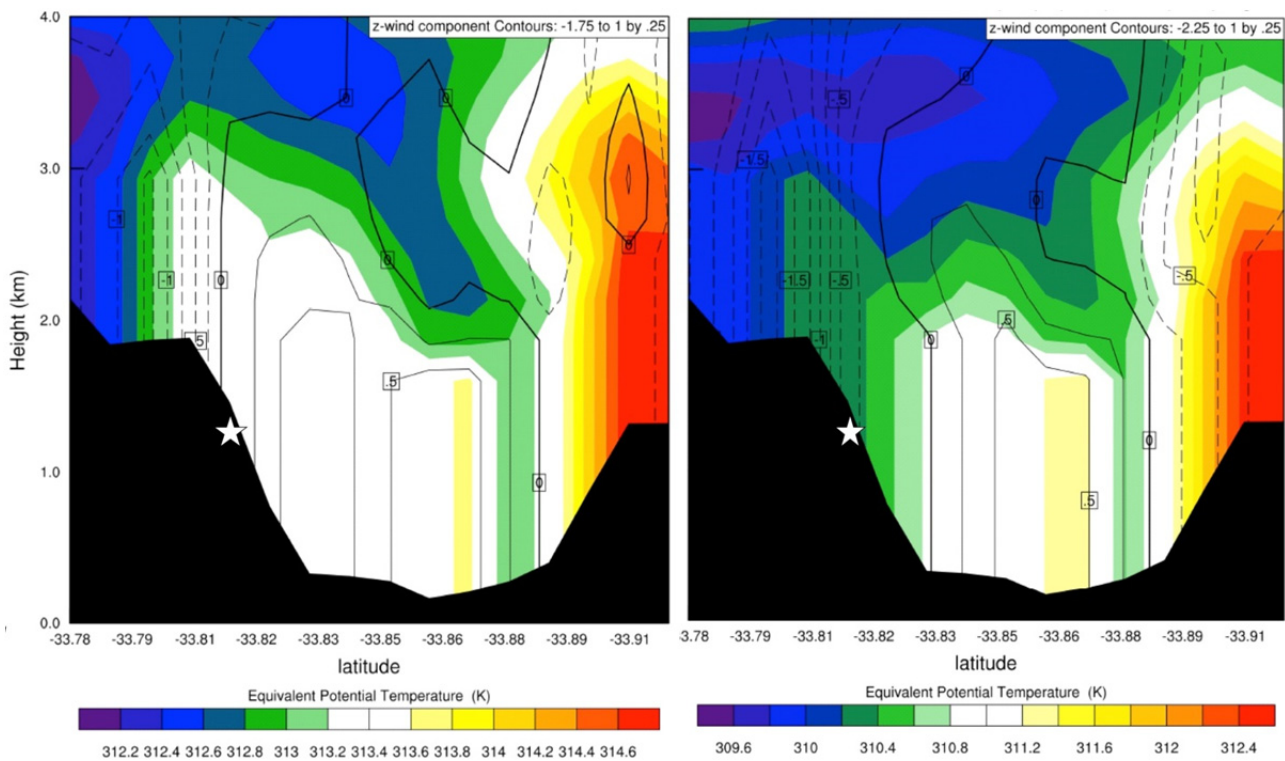 z-wind component Contours: -1.75 to 1 by .25
z-wind component Contours: -2.25 to 1 by .25
4.0
3.0
2.0
1.0
0.0
Height (km)
0
0
-1
0
-1
0
.5
0
.5
0
0
-.5
-1.5
0
-1.5
-.5
-.5
-1
0
.5
0
.5
-33.78 -33.79 -33.81 -33.82 -33.83 -33.85 -33.86 -33.88 -33.89 -33.91
3.78 -33.79 -33.81 -33.82 -33.83 -33.85 -33.86 -33.88 -33.89 -33.91
latitude
latitude
Equivalent Potential Temperature (K)
312.2 312.4 312.6 312.8 313 313.2 313.4 313.6 313.8 314 314.2 314.4 314.6
Equivalent Potential Temperature (K)
309.6 310 310.4 310.8 311.2 311.6 312 312.4